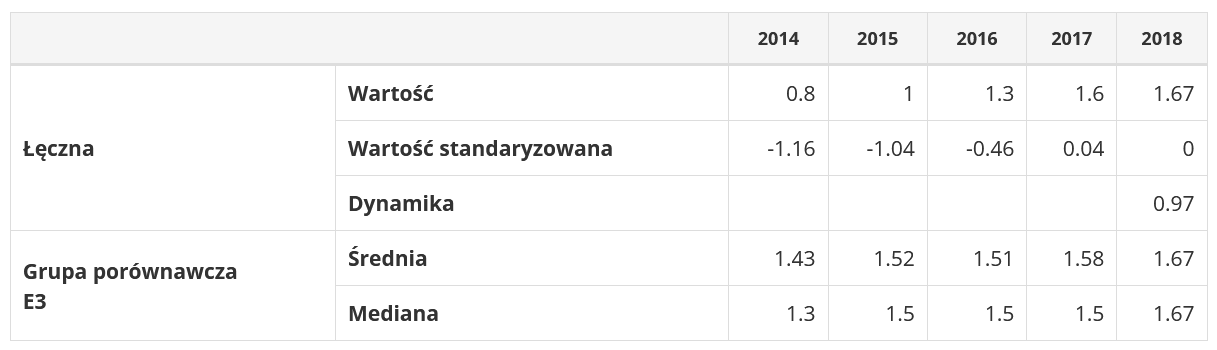 2014 2015 2016 2017 2018
Łęczna
Wartość 0.8 1 1.3 1.6 1.67
Wartość standaryzowana -1.16 -1.04 -0.46 0.04 0
Dynamika 0.97
Grupa porównawcza
E3
Średnia 1.43 1.52 1.51 1.58 1.67
Mediana 1.3 1.5 1.5 1.5 1.67